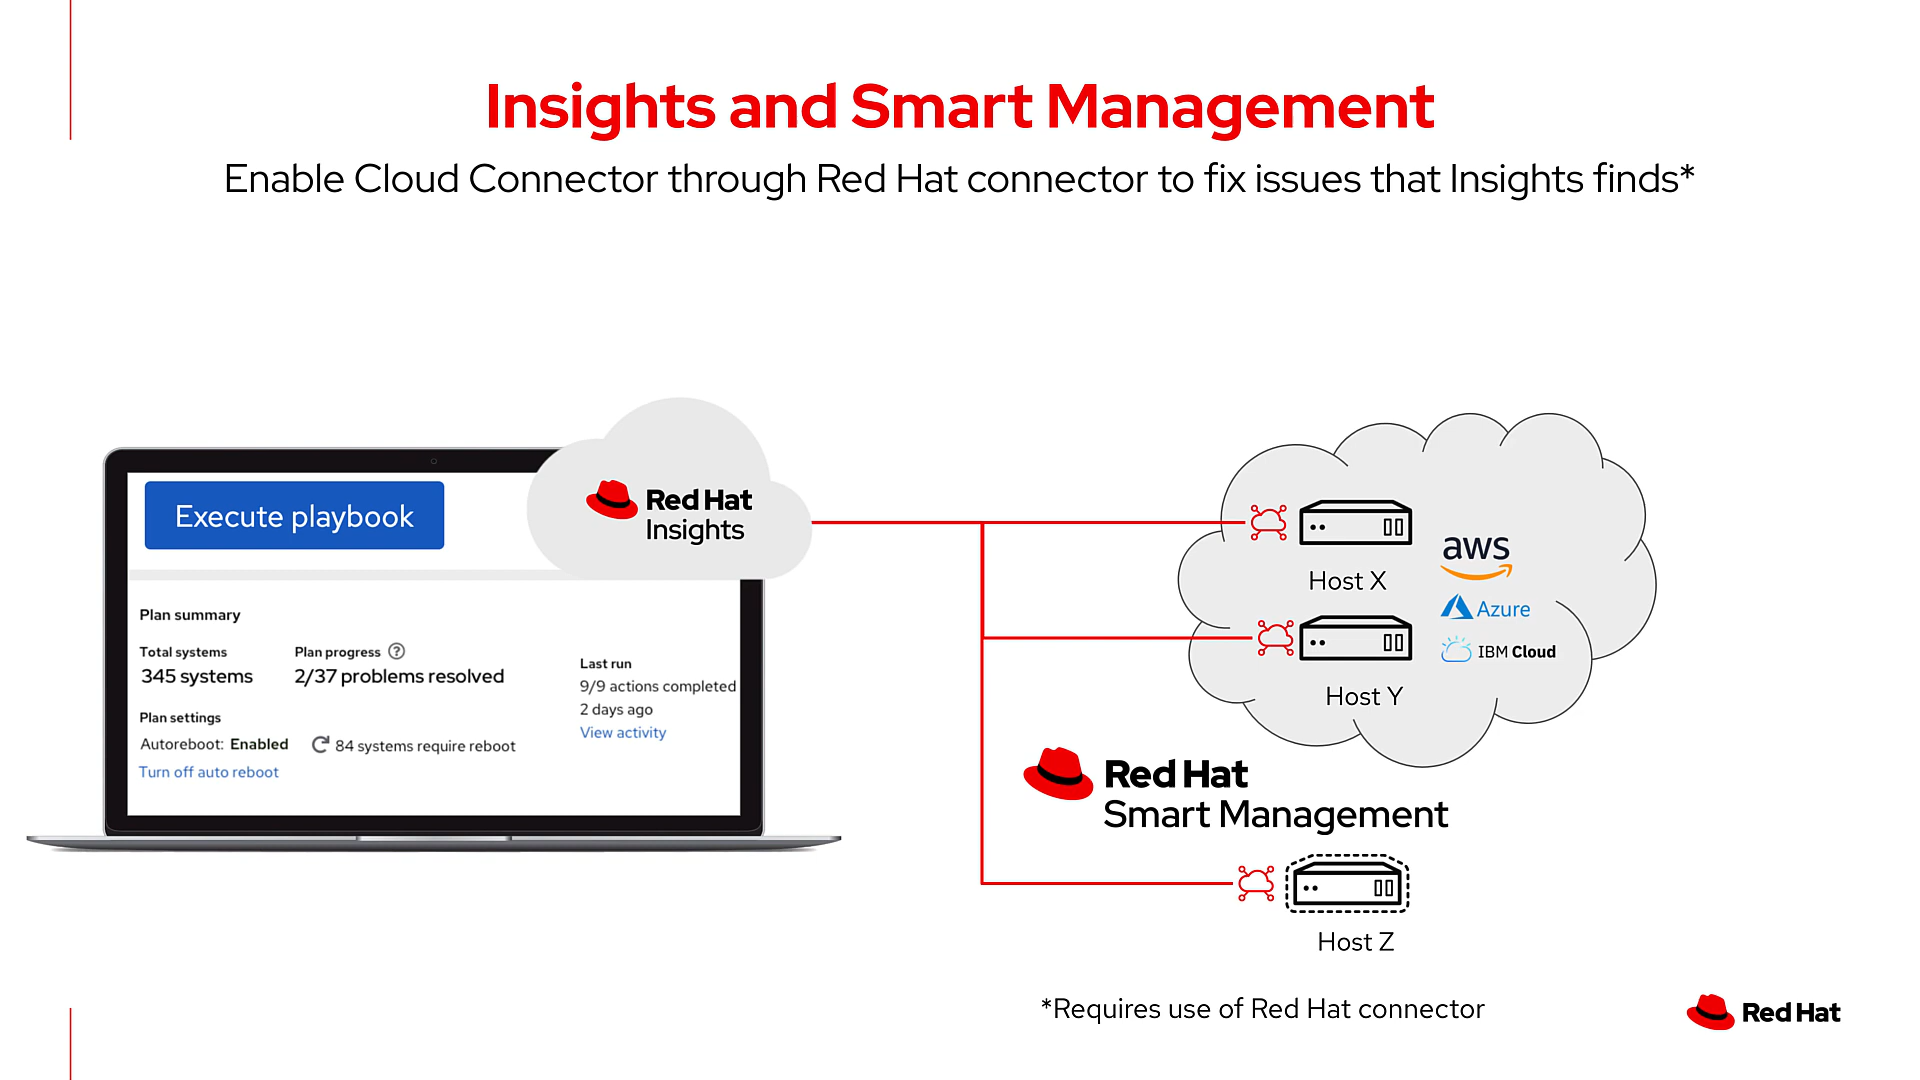 Insights and Smart Management
Enable Cloud Connector through Red Hat connector to fix issues that Insights finds*
Execute playbook
Red Hat
Insights
Plan summary
Total systems
345 systems
Plan progress ?
2/37 problems resolved
Last run
9/9 actions completed
2 days ago
View activity
Plan settings
Autoreboot: Enabled
84 systems require reboot
Turn off auto reboot
Host X
aws
Azure
IBM Cloud
Host Y
Red Hat
Smart Management
Host Z
*Requires use of Red Hat connector
Red Hat